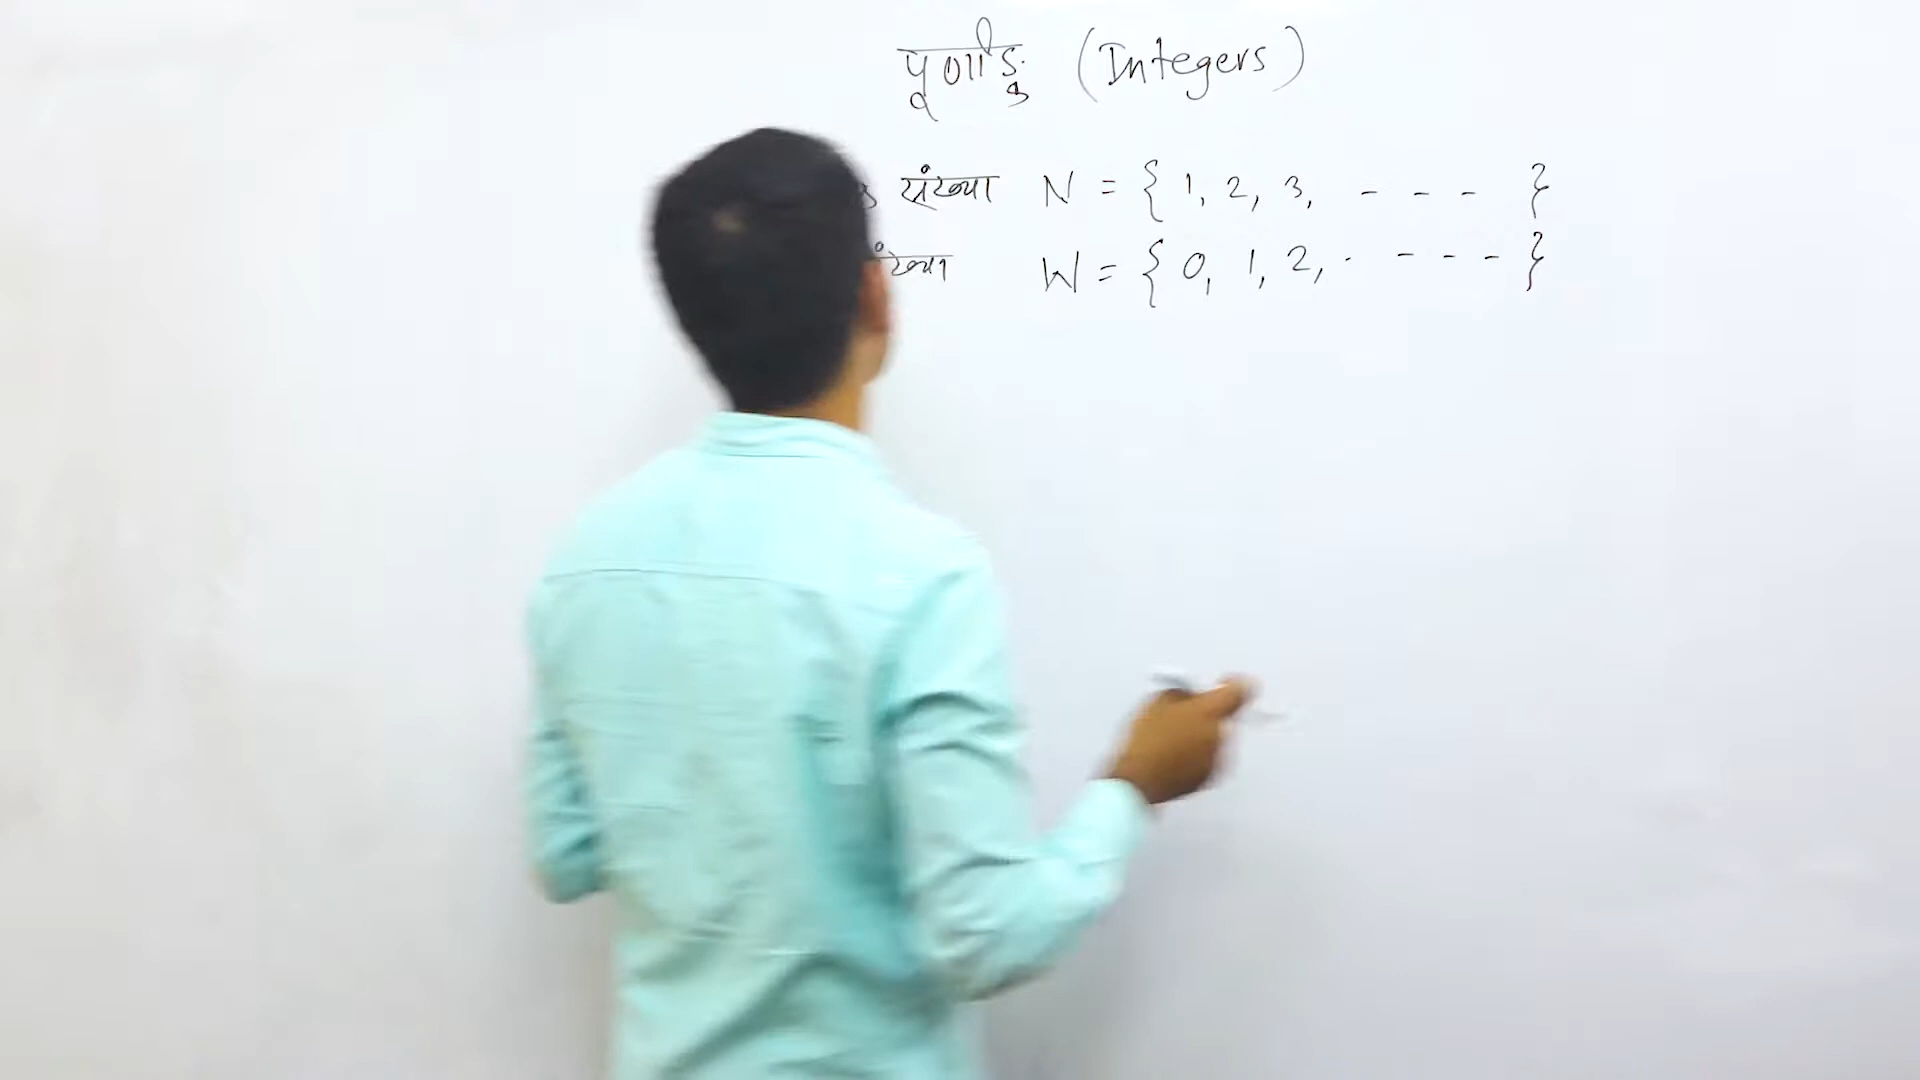 पूर्णाङ्क (Integers)
संख्या N = { 1, 2, 3, - - - }
W = { 0, 1, 2, - - - - }